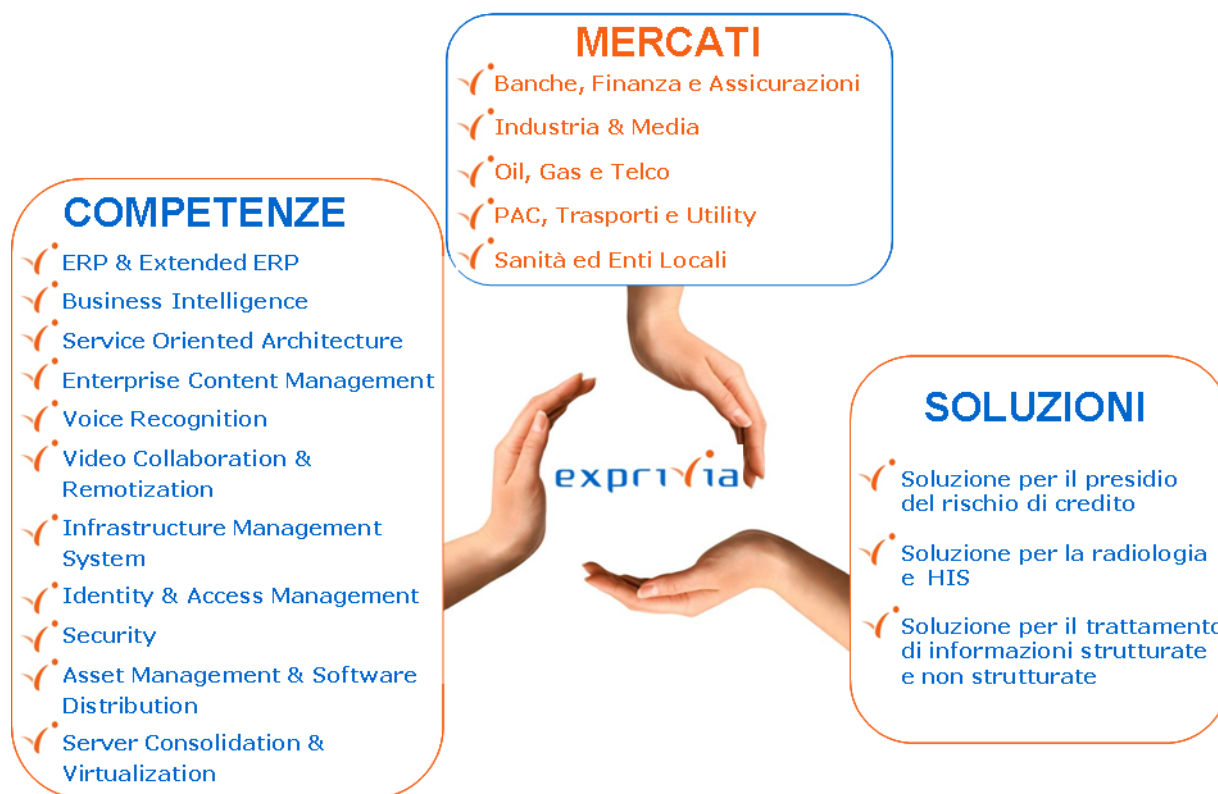 MERCATI
Banche, Finanza e Assicurazioni
Industria & Media
Oil, Gas e Telco
PAC, Trasporti e Utility
Sanità ed Enti Locali
COMPETENZE
ERP & Extended ERP
Business Intelligence
Service Oriented Architecture
Enterprise Content Management
Voice Recognition
Video Collaboration &
Remotization
Infrastructure Management
System
Identity & Access Management
Security
Asset Management & Software
Distribution
Server Consolidation &
Virtualization
exprivia
SOLUZIONI
Soluzione per il presidio
del rischio di credito
Soluzione per la radiologia
e HIS
Soluzione per il trattamento
di informazioni strutturate
e non strutturate